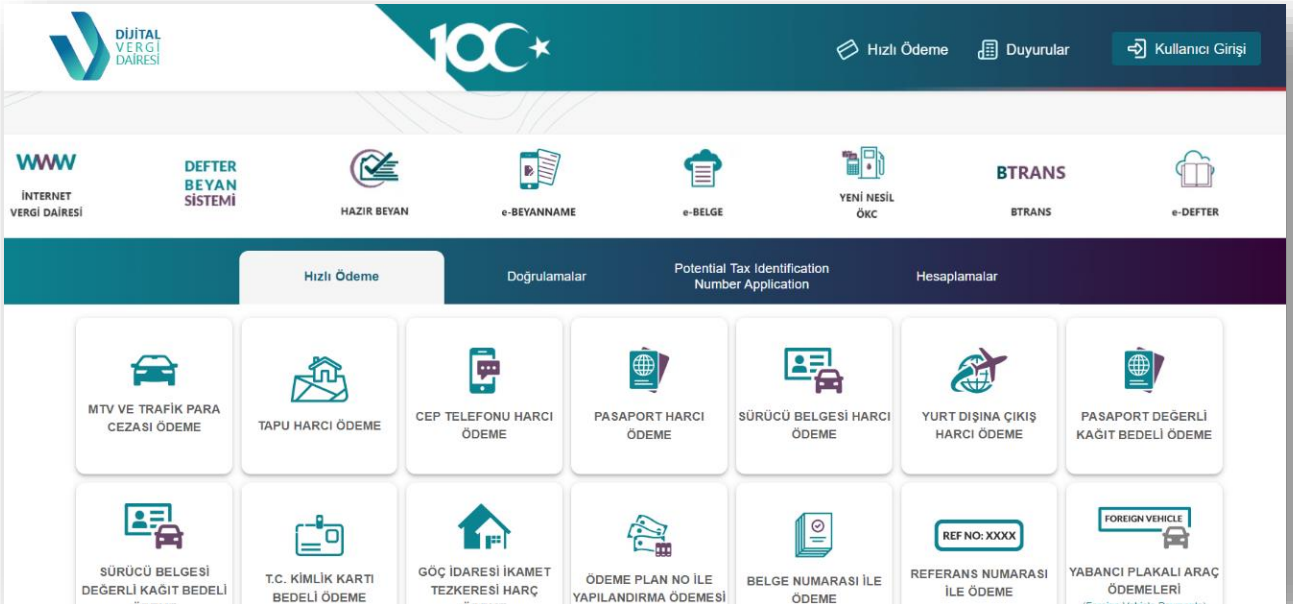 DİJİTAL
VERGİ
DAİRESİ
100
Hızlı Ödeme
Duyurular
Kullanıcı Girişi
WWW
İNTERNET
VERGİ DAİRESİ
DEFTER
BEYAN
SİSTEMİ
HAZIR BEYAN
e-BEYANNAME
e-BELGE
YENİ NESİL
ÖKC
BTRANS
BTRANS
e-DEFTER
Hızlı Ödeme
Doğrulamalar
Potential Tax Identification
Number Application
Hesaplamalar
MTV VE TRAFİK PARA
CEZASI ÖDEME
TAPU HARCI ÖDEME
CEP TELEFONU HARCI
ÖDEME
PASAPORT HARCI
ÖDEME
SÜRÜCÜ BELGESİ HARCI
ÖDEME
YURT DIŞINA ÇIKIŞ
HARCI ÖDEME
PASAPORT DEĞERLİ
KAĞIT BEDELİ ÖDEME
SÜRÜCÜ BELGESİ
DEĞERLİ KAĞIT BEDELİ
T.C. KİMLİK KARTI
BEDELİ ÖDEME
GÖÇ İDARESİ İKAMET
TEZKERESİ HARÇ
ÖDEME PLAN NO İLE
YAPILANDIRMA ÖDEMESİ
BELGE NUMARASI İLE
ÖDEME
REF NO: XXXX
REFERANS NUMARASI
İLE ÖDEME
FOREIGN VEHICLE
YABANCI PLAKALI ARAÇ
ÖDEMELERİ